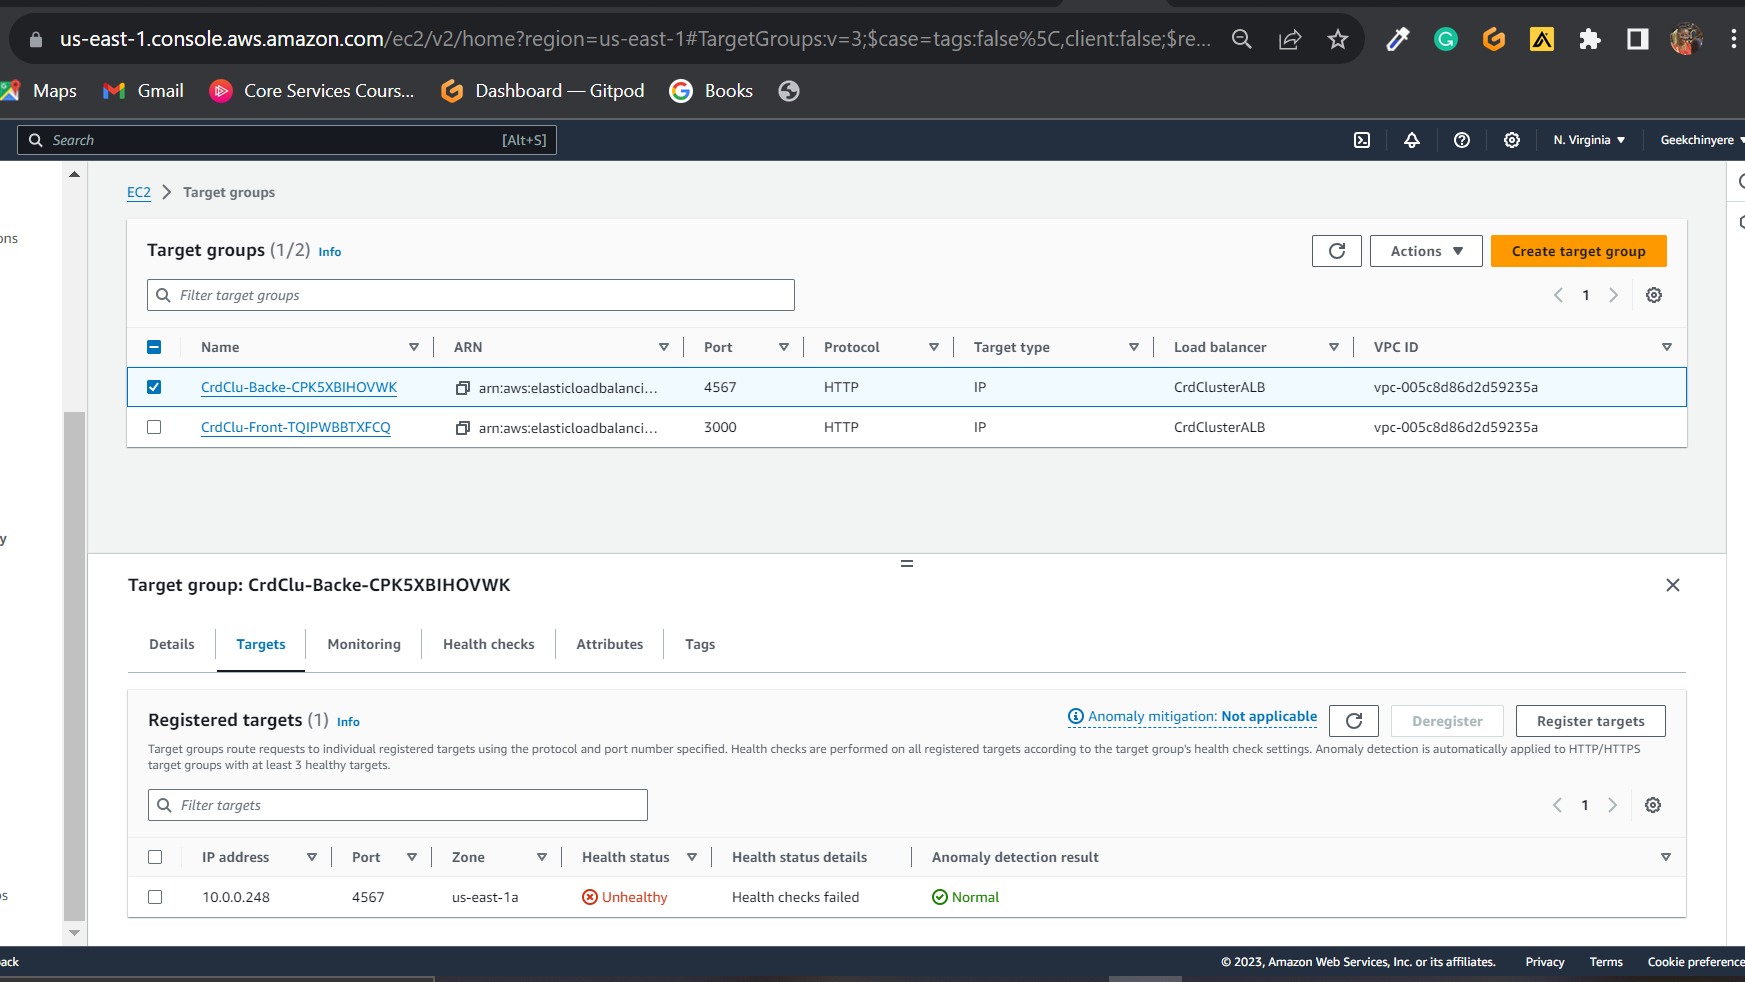 us-east-1.console.aws.amazon.com/ec2/v2/home?region=us-east-1#TargetGroups:v=3;$case=tags:false%5C,client:false;$re...
Maps Gmail Core Services Cours... Dashboard — Gitpod Books
Search [Alt+S] N. Virginia Geekchinyere
EC2 Target groups
ons
Target groups (1/2) Info Actions Create target group
Filter target groups 1
Name ARN Port Protocol Target type Load balancer VPC ID
CrdClu-Backe-CPK5XBIHOVWK arn:aws:elasticloadbalanci... 4567 HTTP IP CrdClusterALB vpc-005c8d86d2d59235a
CrdClu-Front-TQIPWBBTXFCQ arn:aws:elasticloadbalanci... 3000 HTTP IP CrdClusterALB vpc-005c8d86d2d59235a
y
Target group: CrdClu-Backe-CPK5XBIHOVWK
Details Targets Monitoring Health checks Attributes Tags
Registered targets (1) Info Anomaly mitigation: Not applicable Deregister Register targets
Target groups route requests to individual registered targets using the protocol and port number specified. Health checks are performed on all registered targets according to the target group's health check settings. Anomaly detection is automatically applied to HTTP/HTTPS
target groups with at least 3 healthy targets.
Filter targets 1
IP address Port Zone Health status Health status details Anomaly detection result
10.0.0.248 4567 us-east-1a Unhealthy Health checks failed Normal
os
ack © 2023, Amazon Web Services, Inc. or its affiliates. Privacy Terms Cookie preference